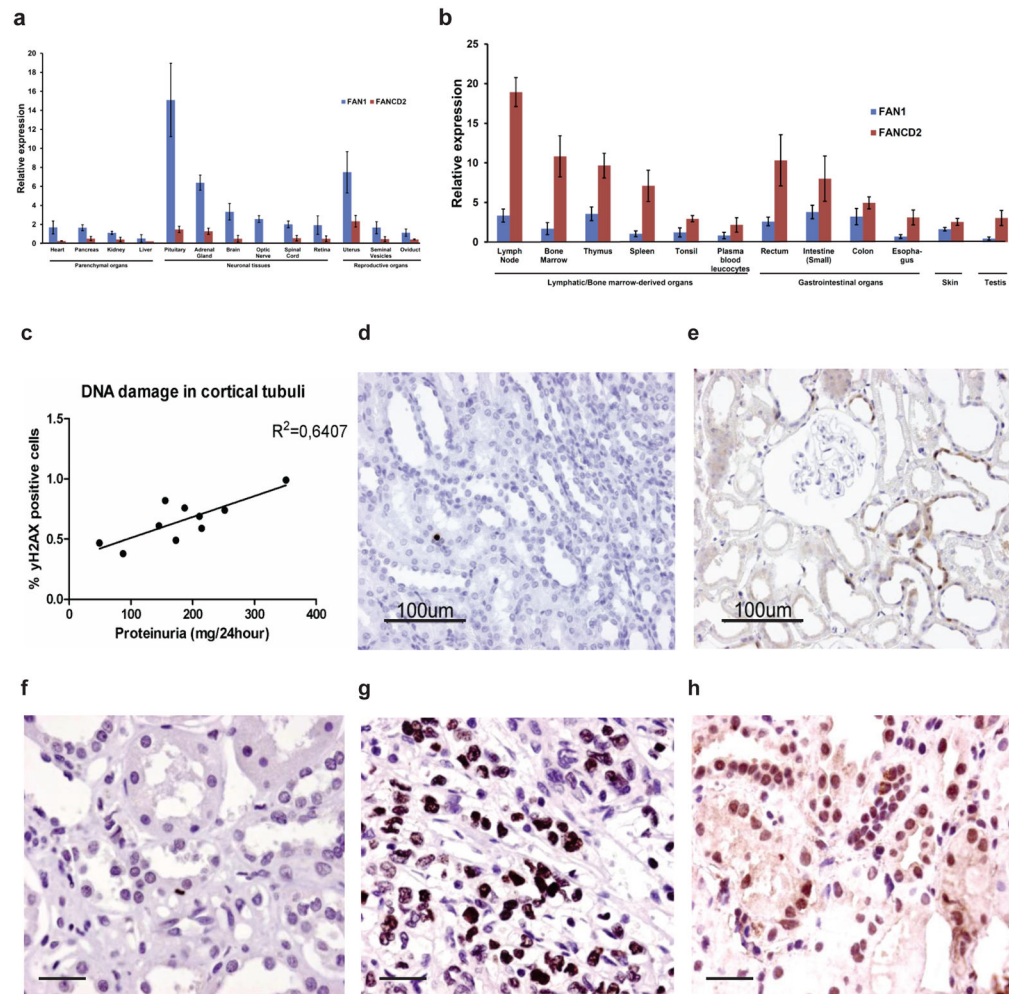 a
20
18
16
14
12
10
8
6
4
2
0
Relative expression
FAN1 FANCD2
Heart Pancreas Kidney Liver Pituitary Adrenal Gland Brain Optic Nerve Spinal Cord Retina Uterus Seminal Vesicles Oviduct
Parenchymal organs Neuronal tissues Reproductive organs
b
25
20
15
10
5
0
Relative expression
FAN1
FANCD2
Lymph Node Bone Marrow Thymus Spleen Tonsil Plasma blood leucocytes Rectum Intestine (Small) Colon Esopha-gus
Lymphatic/Bone marrow-derived organs Gastrointestinal organs Skin Testis
c
DNA damage in cortical tubuli
R²=0,6407
1.5
1.0
0.5
0.0
% yH2AX positive cells
0 100 200 300 400
Proteinuria (mg/24hour)
d
100um
e
100um
f
g
h